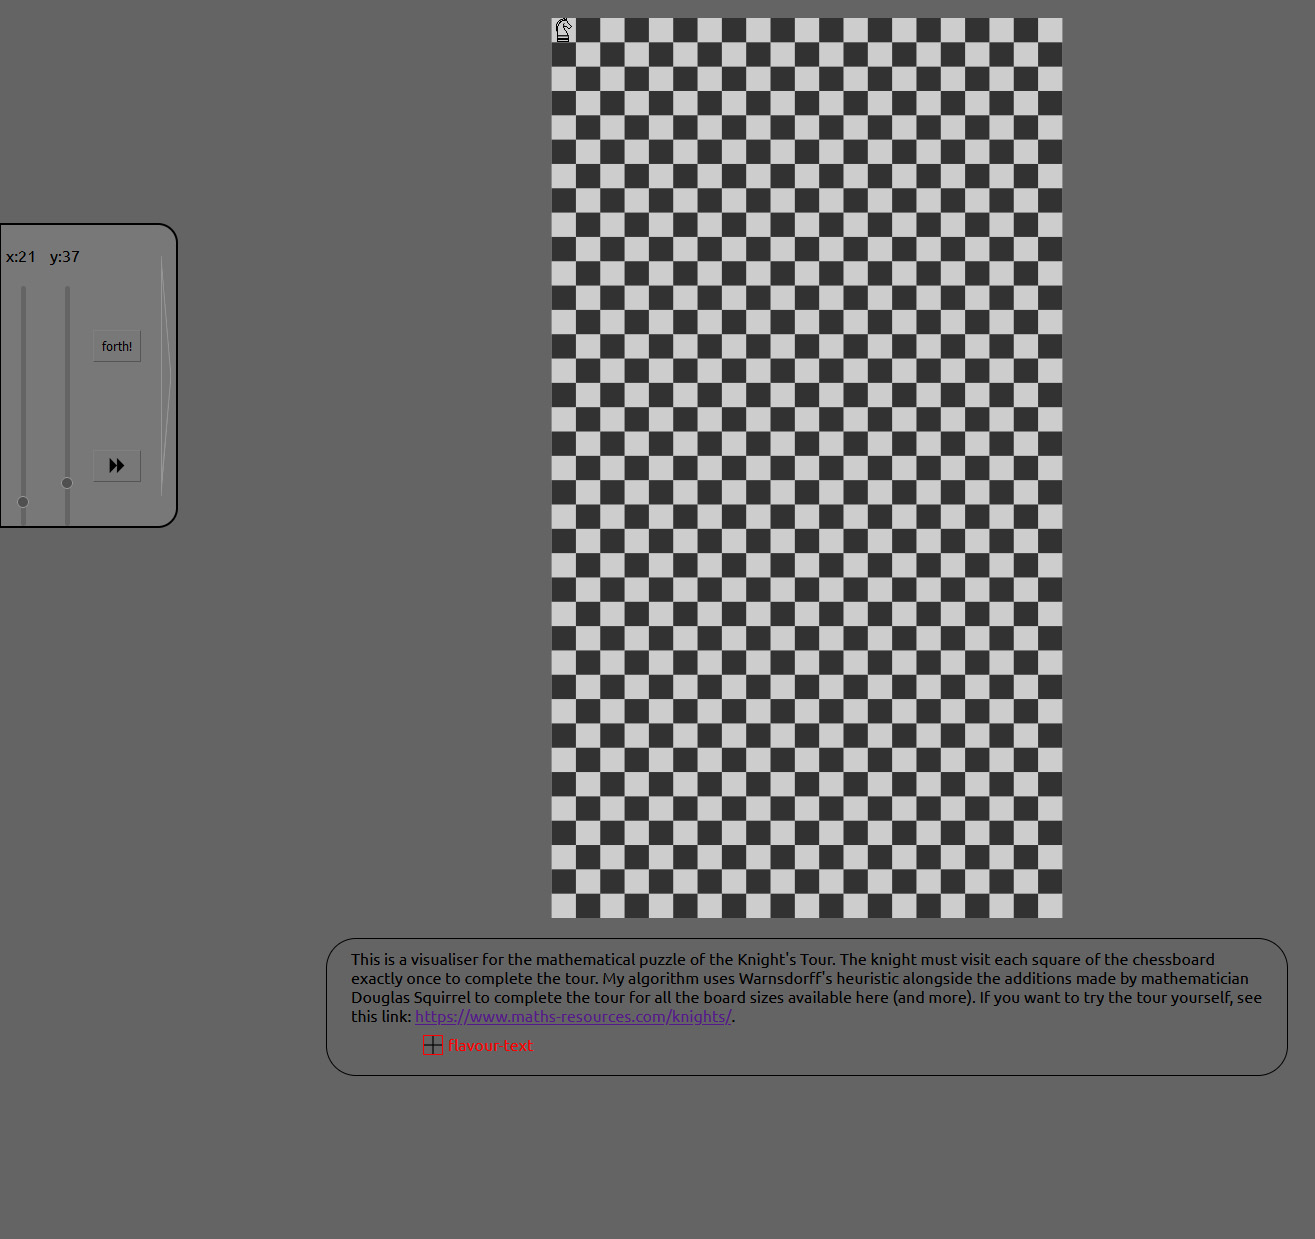 x:21 y:37
forth!
This is a visualiser for the mathematical puzzle of the Knight's Tour. The knight must visit each square of the chessboard
exactly once to complete the tour. My algorithm uses Warnsdorff's heuristic alongside the additions made by mathematician
Douglas Squirrel to complete the tour for all the board sizes available here (and more). If you want to try the tour yourself, see
this link: https://www.maths-resources.com/knights/.
flavour-text